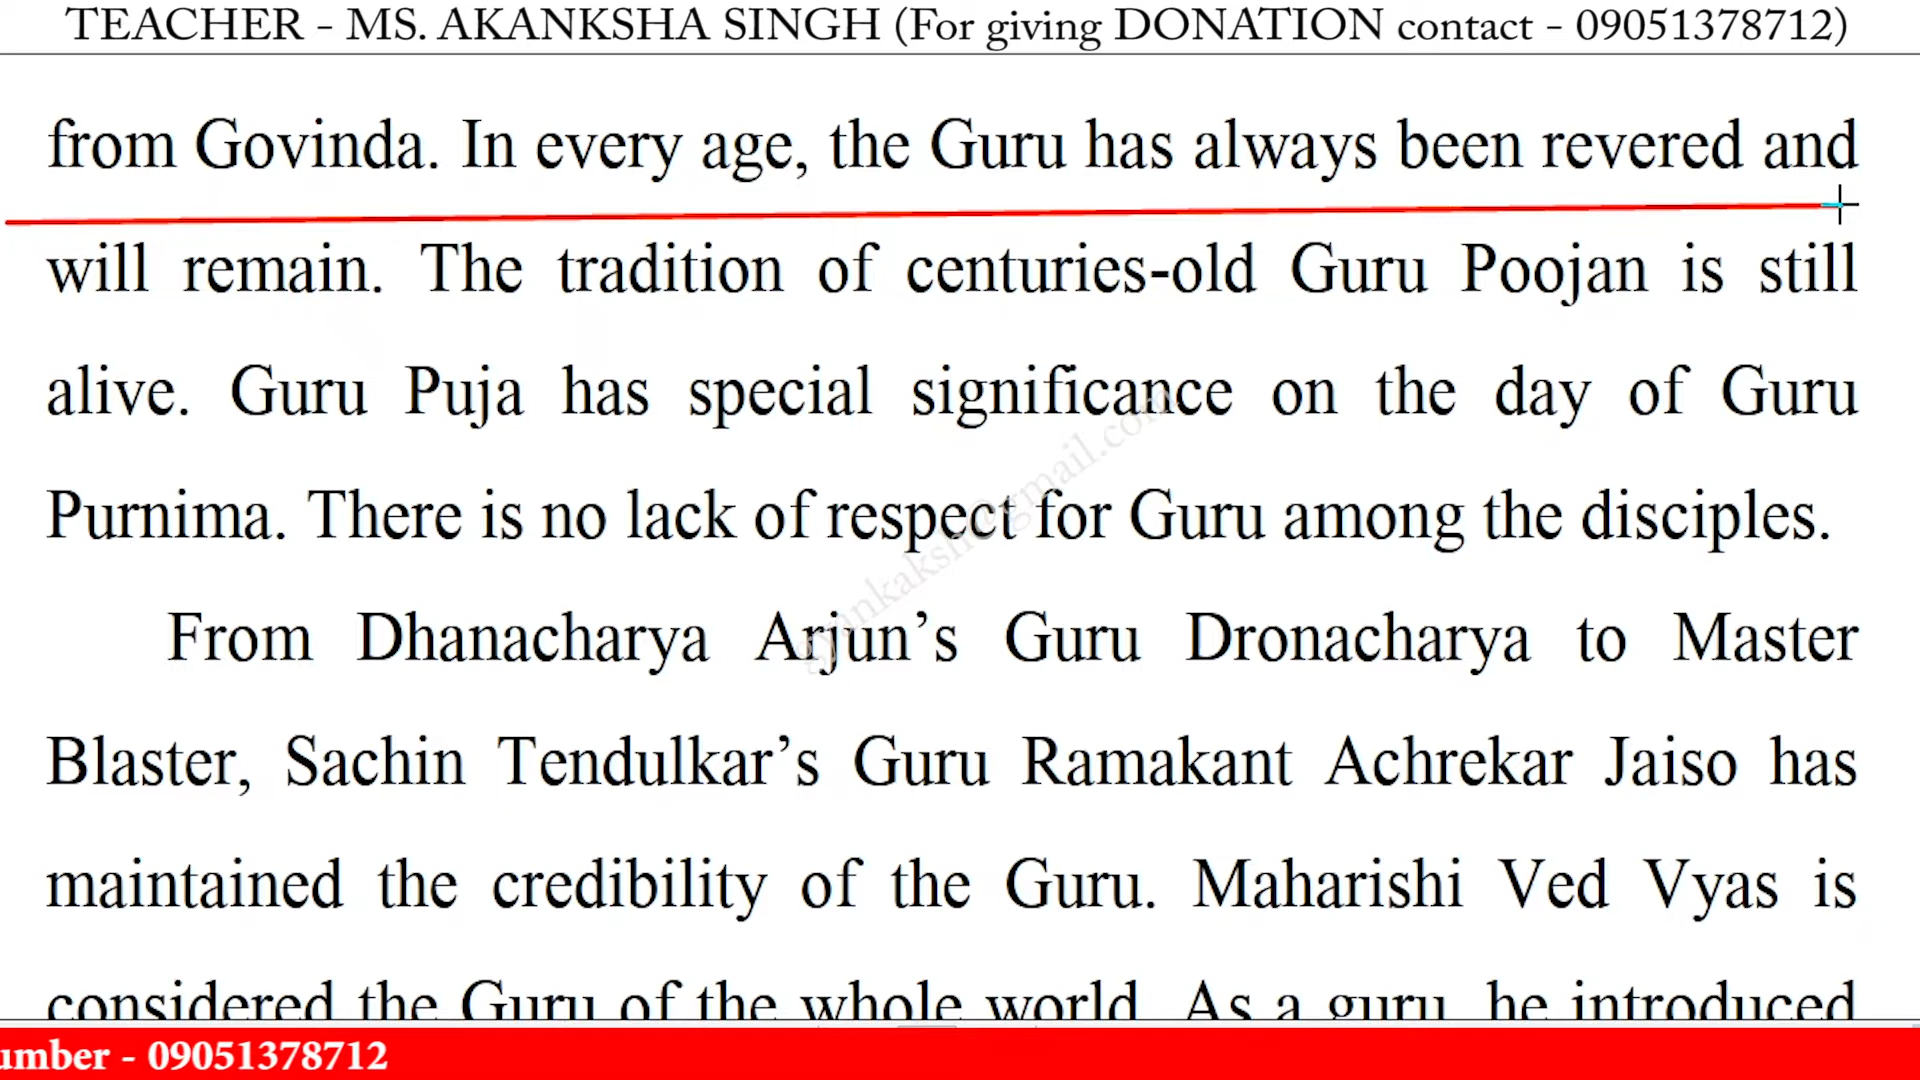 TEACHER - MS. AKANKSHA SINGH (For giving DONATION contact - 09051378712)
from Govinda. In every age, the Guru has always been revered and
will remain. The tradition of centuries-old Guru Poojan is still
alive. Guru Puja has special significance on the day of Guru
Purnima. There is no lack of respect for Guru among the disciples.
From Dhanacharya Arjun's Guru Dronacharya to Master
Blaster, Sachin Tendulkar's Guru Ramakant Achrekar Jaiso has
maintained the credibility of the Guru. Maharishi Ved Vyas is
considered the Guru of the whole world. As a guru, he introduced
umber - 09051378712